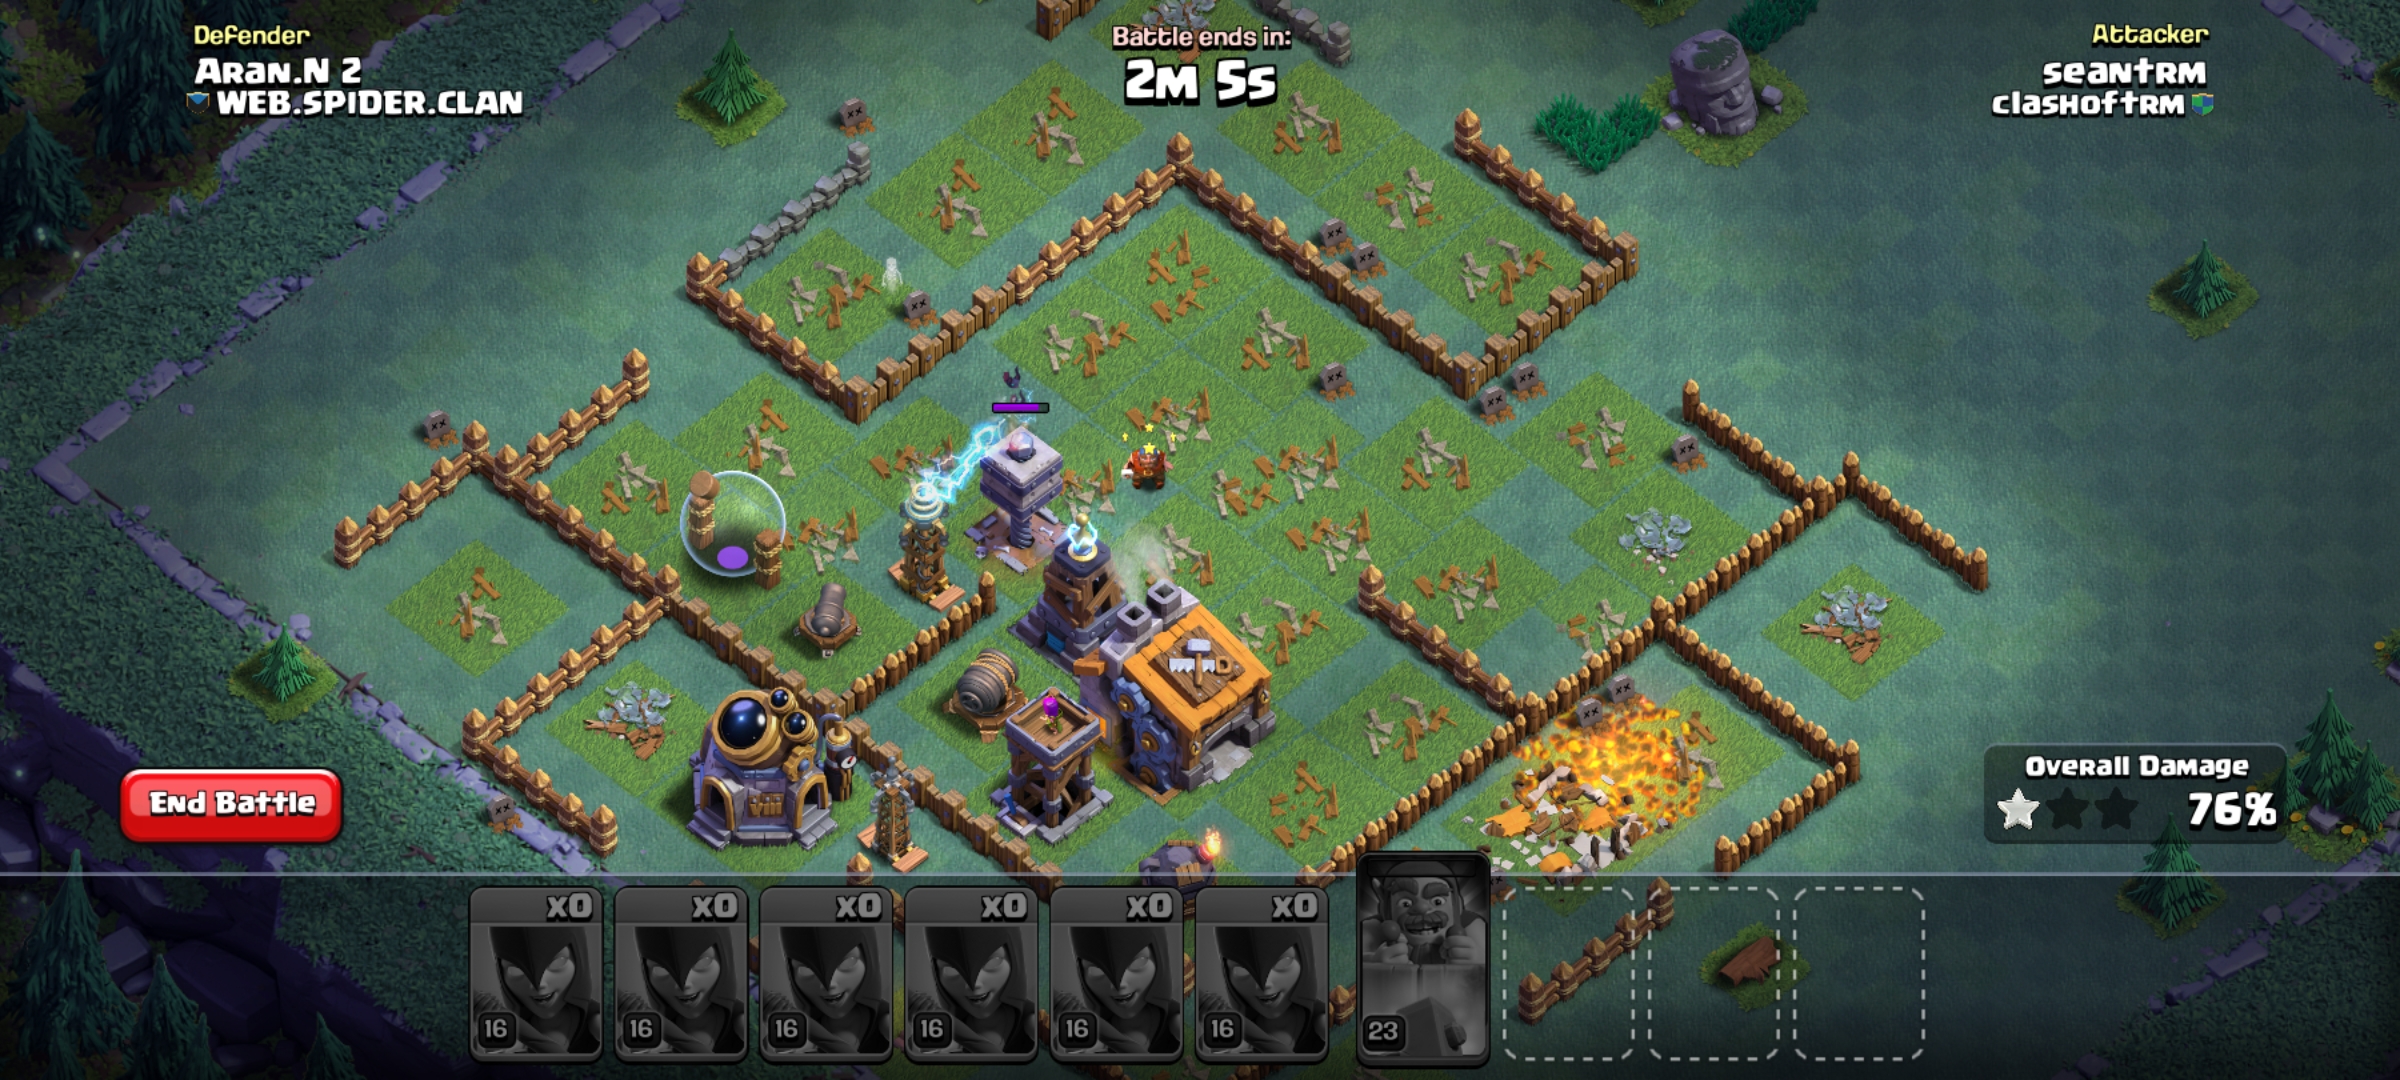 Defender
Aran.N 2
WEB.SPIDER.CLAN
Battle ends in:
2M 5s
Attacker
seantrm
clashoftrm
End Battle
Overall Damage
76%
x0
x0
x0
x0
x0
x0
16
16
16
16
16
16
23